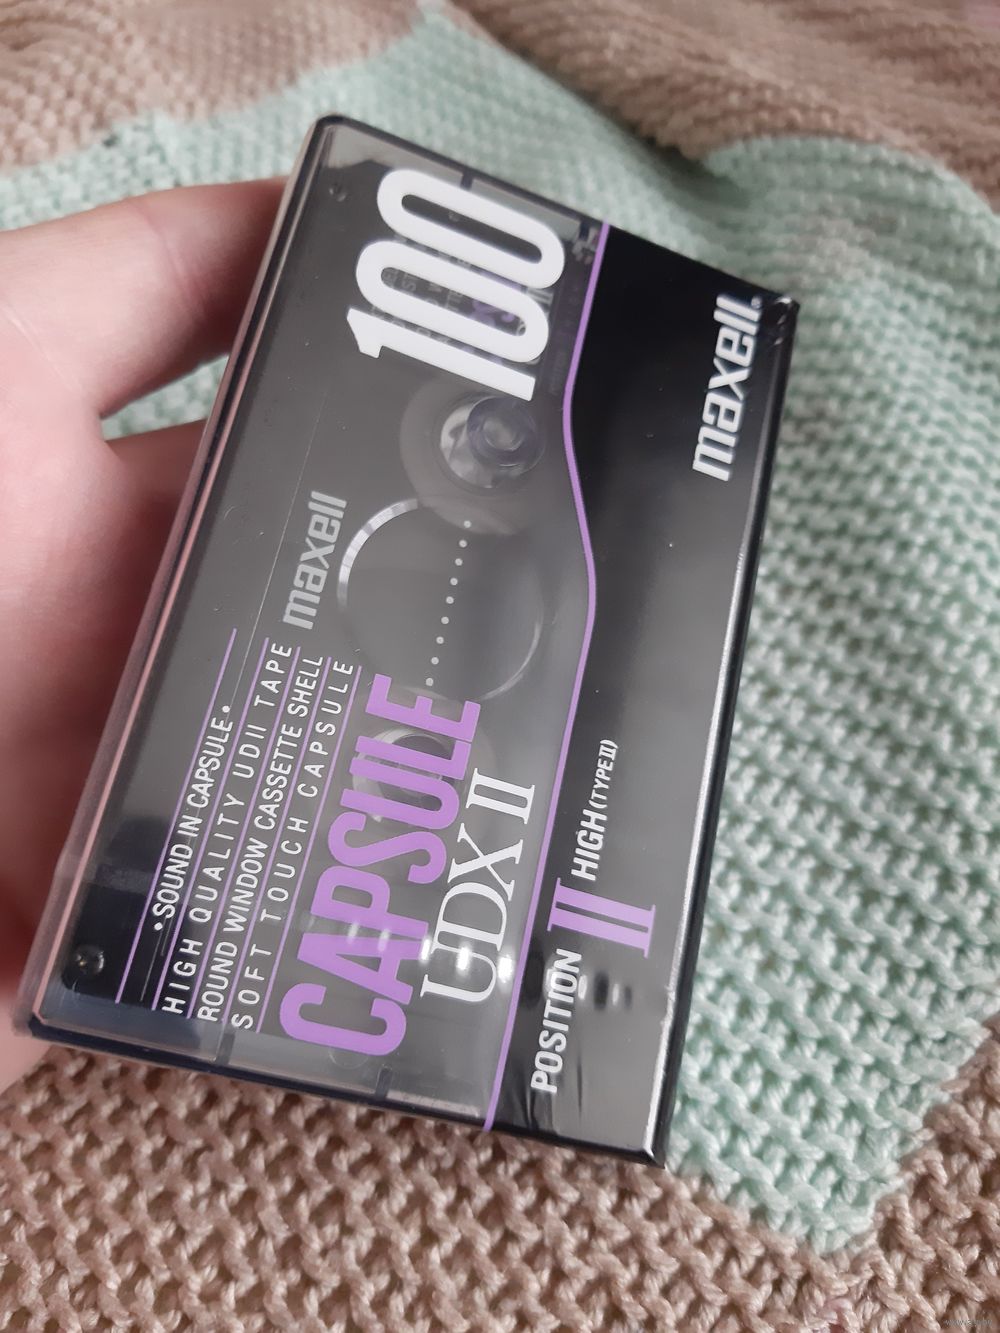 100
maxell
maxell
• SOUND IN CAPSULE •
HIGH QUALITY UDII TAPE
ROUND WINDOW CASSETTE SHELL
SOFT TOUCH CAPSULE
CAPSULE
UDX II
POSITION II HIGH (TYPE II)